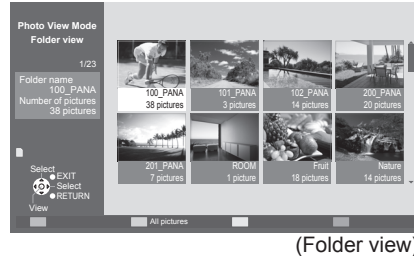 Photo View Mode
Folder view
1/23
Folder name
100_PANA
Number of pictures
38 pictures
100_PANA
38 pictures
101_PANA
3 pictures
102_PANA
14 pictures
200_PANA
20 pictures
201_PANA
7 pictures
ROOM
1 picture
Fruit
18 pictures
Nature
14 pictures
Select
EXIT
Select
RETURN
View
All pictures
(Folder view)